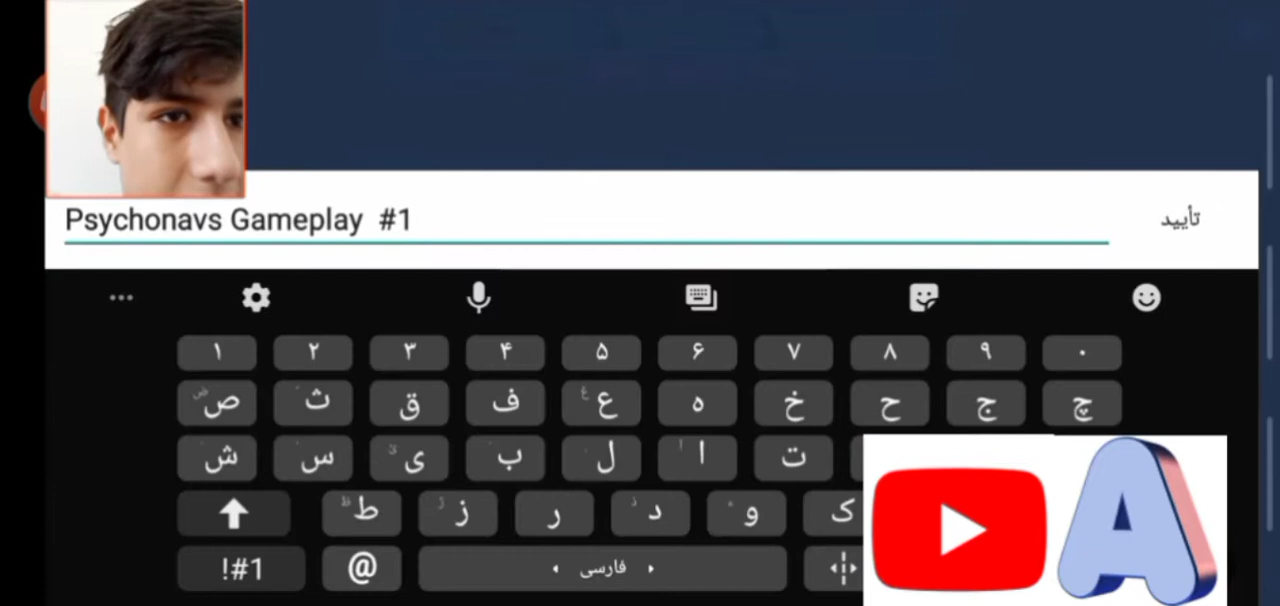 Psychonavs Gameplay #1
تأیید
۱ ۲ ۳ ۴ ۵ ۶ ۷ ۸ ۹ ۰
ص ث ق ف ع ه خ ح ج چ
ش س ی ب ل ا ت
ط ز ر د و ک
!#1 @ فارسی
A